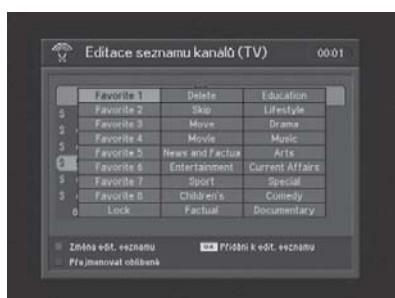 Editace seznamu kanálů (TV) 00:01
Favorite 1 Delete Education
Favorite 2 Skip Lifestyle
Favorite 3 Move Drama
Favorite 4 Movie Music
Favorite 5 News and Factua Arts
Favorite 6 Entertainment Current Affairs
Favorite 7 Sport Special
Favorite 8 Children's Comedy
Lock Factual Documentary
Změna edit. seznamu OK Přidání k edit. seznamu
Přejmenovat oblíbené